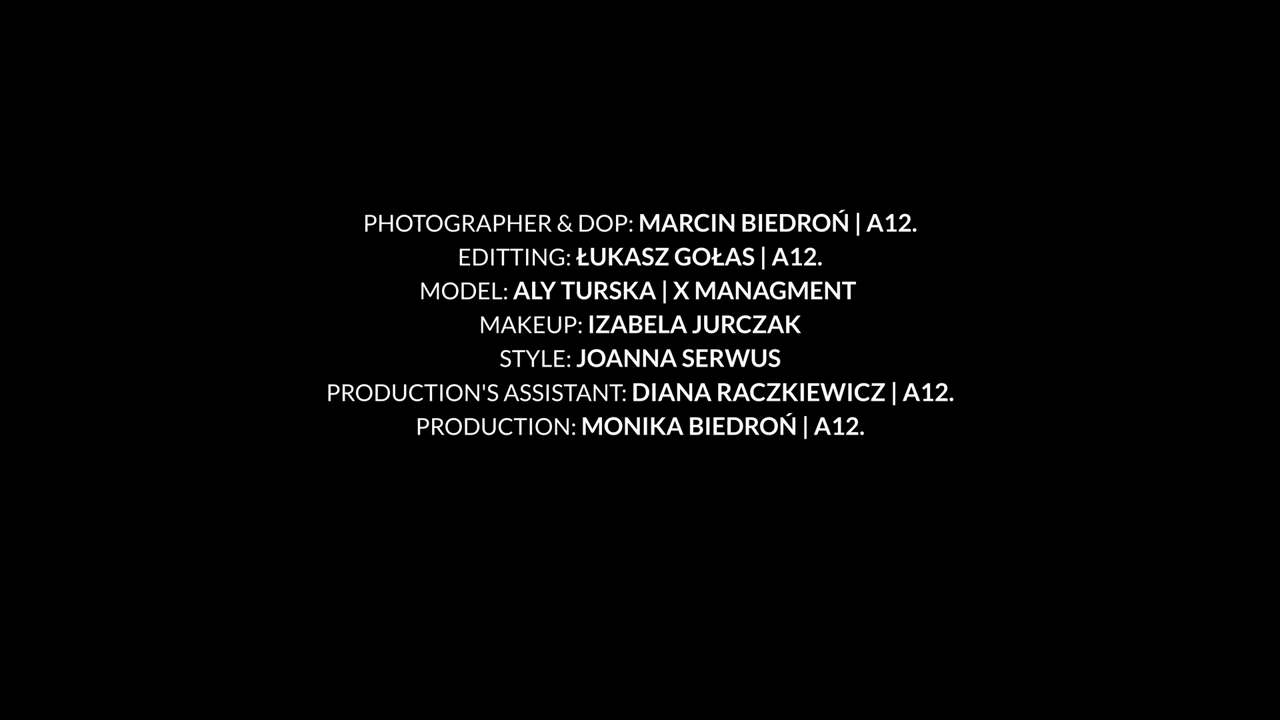 PHOTOGRAPHER & DOP: MARCIN BIEDROŃ | A12.
EDITTING: ŁUKASZ GOŁAS | A12.
MODEL: ALY TURSKA | X MANAGMENT
MAKEUP: IZABELA JURCZAK
STYLE: JOANNA SERWUS
PRODUCTION'S ASSISTANT: DIANA RACZKIEWICZ | A12.
PRODUCTION: MONIKA BIEDROŃ | A12.